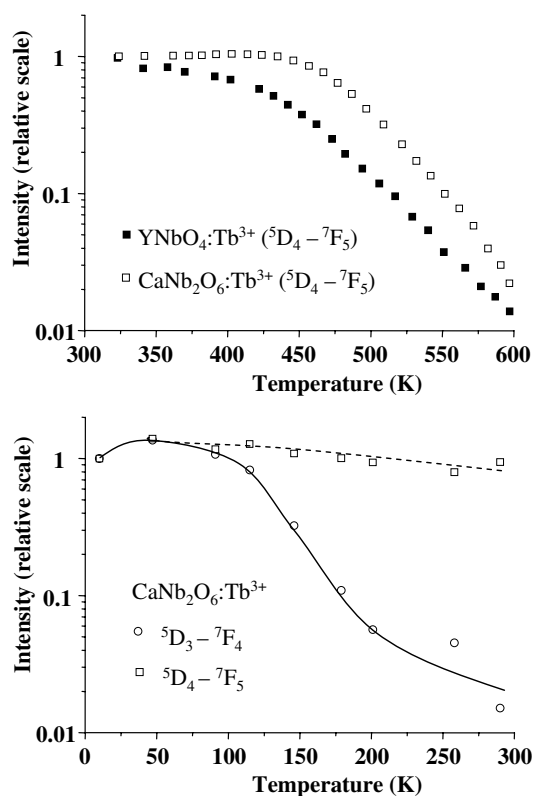 Intensity (relative scale)
1
0.1
0.01
■ YNbO₄:Tb³⁺ (⁵D₄ – ⁷F₅)
□ CaNb₂O₆:Tb³⁺ (⁵D₄ – ⁷F₅)
300 350 400 450 500 550 600
Temperature (K)
Intensity (relative scale)
1
0.1
0.01
CaNb₂O₆:Tb³⁺
○ ⁵D₃ – ⁷F₄
□ ⁵D₄ – ⁷F₅
0 50 100 150 200 250 300
Temperature (K)